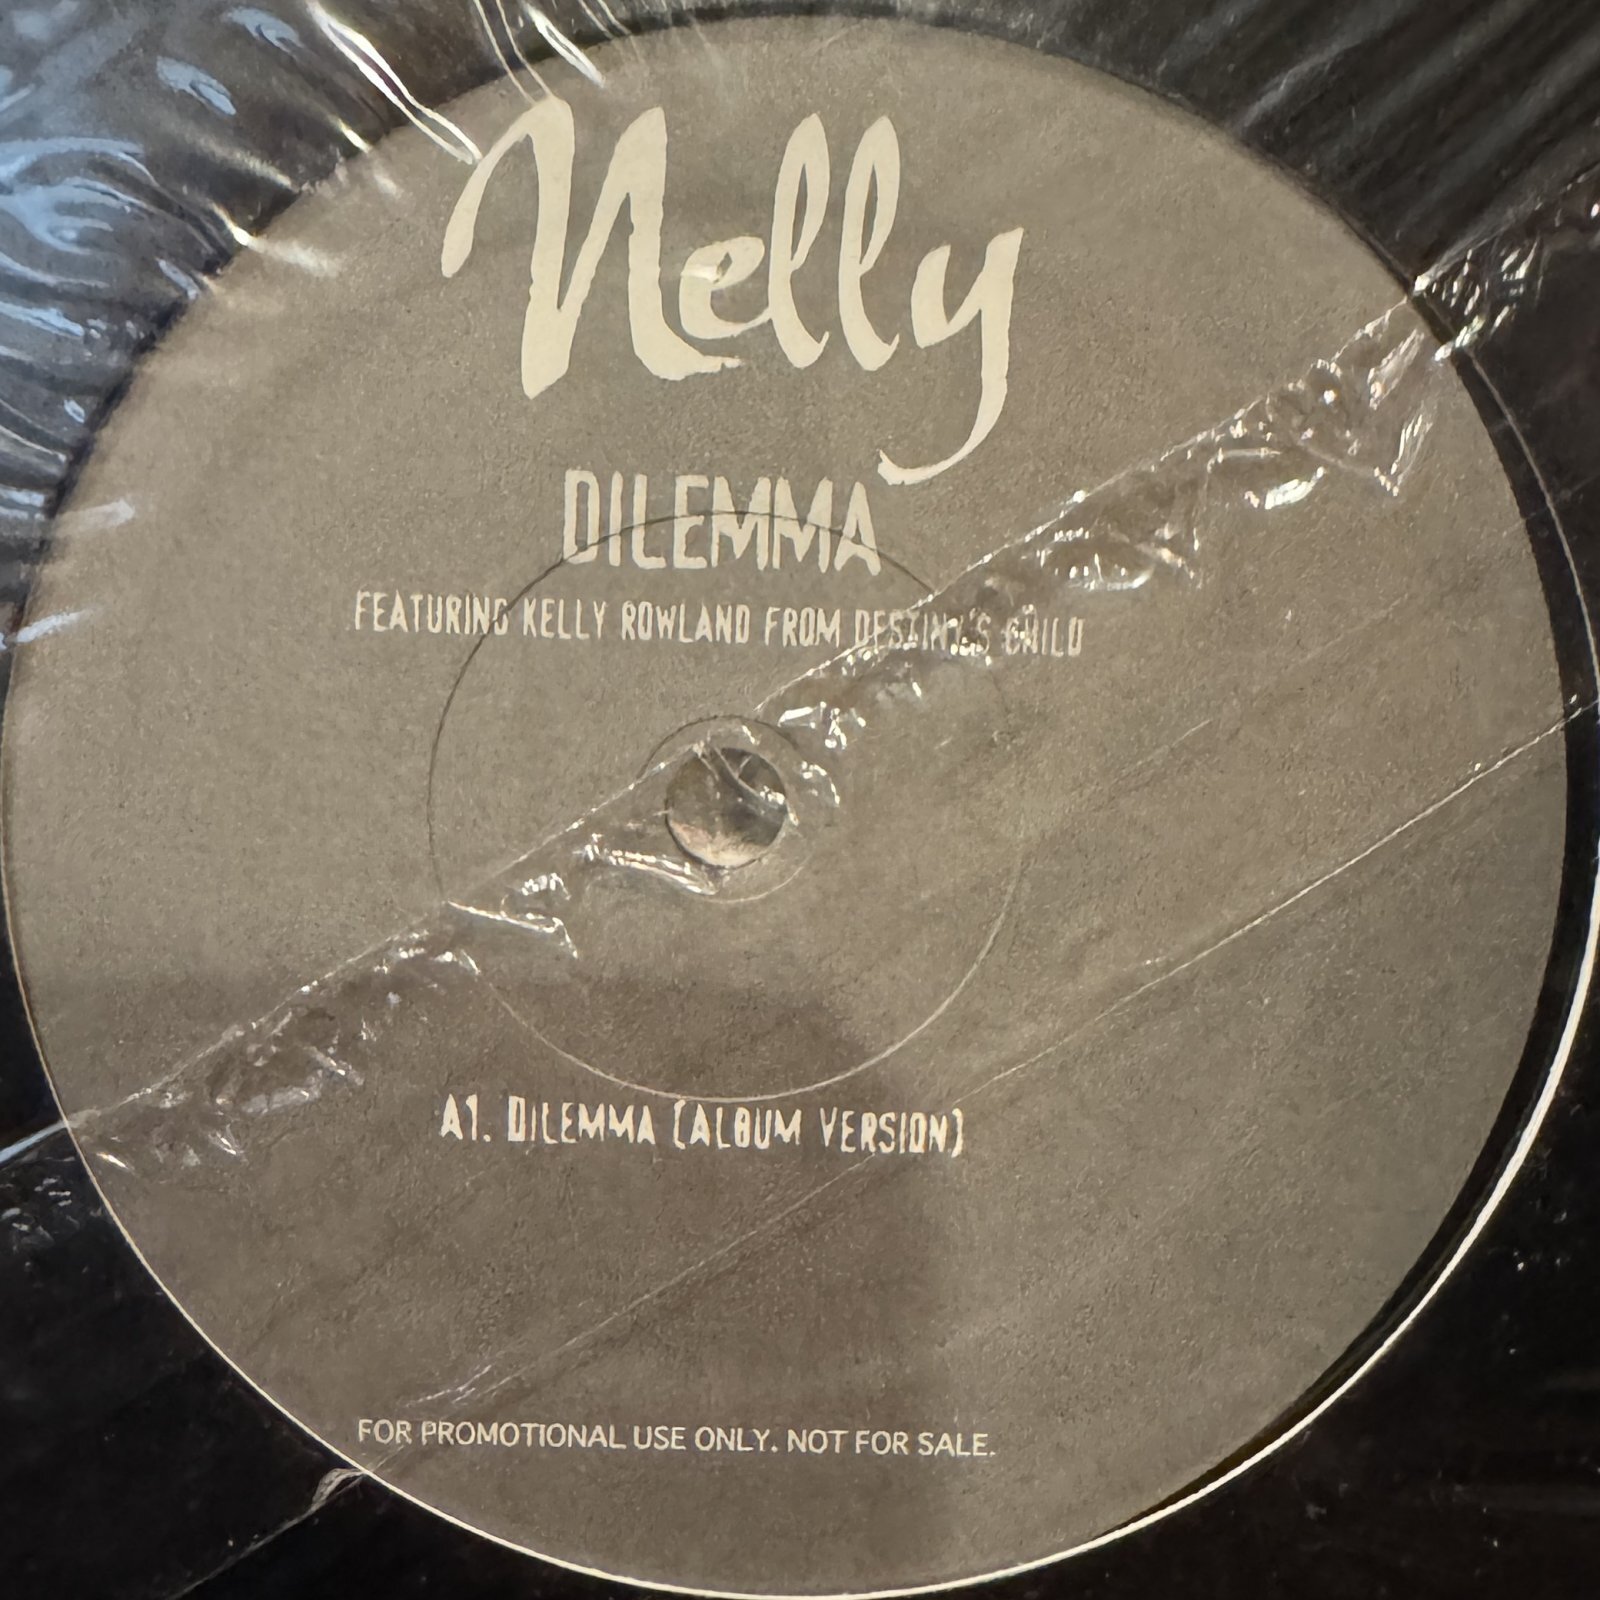 Nelly
DILEMMA
FEATURING KELLY ROWLAND FROM DESTINY'S CHILD
A1. DILEMMA (ALBUM VERSION)
FOR PROMOTIONAL USE ONLY. NOT FOR SALE.